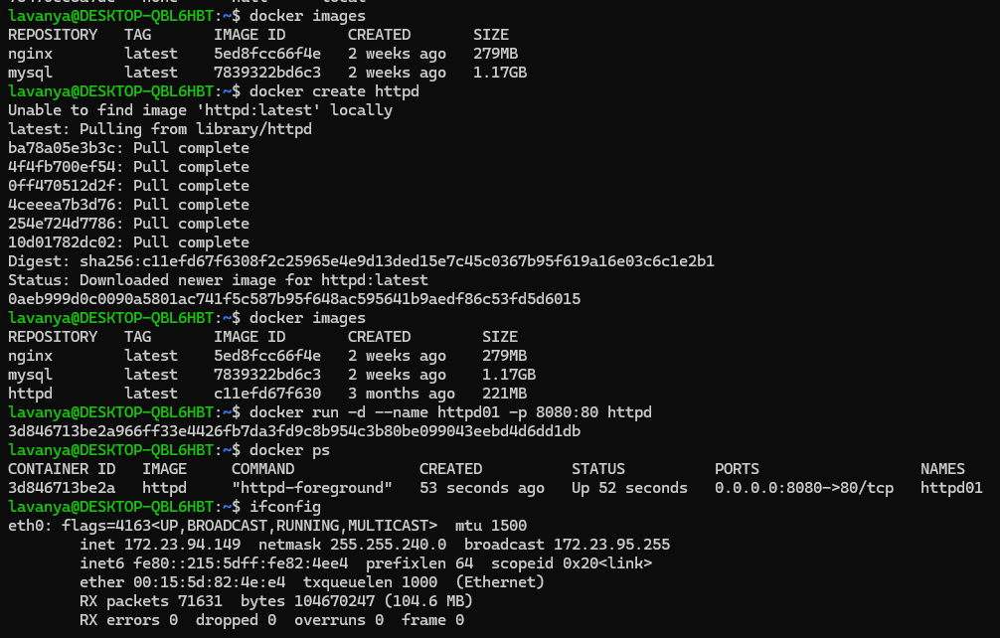 lavanya@DESKTOP-QBL6HBT:~$ docker images
REPOSITORY   TAG       IMAGE ID       CREATED       SIZE
nginx        latest    5ed8fcc66f4e   2 weeks ago   279MB
mysql        latest    7839322bd6c3   2 weeks ago   1.17GB
lavanya@DESKTOP-QBL6HBT:~$ docker create httpd
Unable to find image 'httpd:latest' locally
latest: Pulling from library/httpd
ba78a05e3b3c: Pull complete
4f4fb700ef54: Pull complete
0ff470512d2f: Pull complete
4ceeea7b3d76: Pull complete
254e724d7786: Pull complete
10d01782dc02: Pull complete
Digest: sha256:c11efd67f6308f2c25965e4e9d13ded15e7c45c0367b95f619a16e03c6c1e2b1
Status: Downloaded newer image for httpd:latest
0aeb999d0c0090a5801ac741f5c587b95f648ac595641b9aedf86c53fd5d6015
lavanya@DESKTOP-QBL6HBT:~$ docker images
REPOSITORY   TAG       IMAGE ID       CREATED        SIZE
nginx        latest    5ed8fcc66f4e   2 weeks ago    279MB
mysql        latest    7839322bd6c3   2 weeks ago    1.17GB
httpd        latest    c11efd67f630   3 months ago   221MB
lavanya@DESKTOP-QBL6HBT:~$ docker run -d --name httpd01 -p 8080:80 httpd
3d846713be2a966ff33e4426fb7da3fd9c8b954c3b80be099043eebd4d6dd1db
lavanya@DESKTOP-QBL6HBT:~$ docker ps
CONTAINER ID   IMAGE     COMMAND              CREATED          STATUS          PORTS                  NAMES
3d846713be2a   httpd     "httpd-foreground"   53 seconds ago   Up 52 seconds   0.0.0.0:8080->80/tcp   httpd01
lavanya@DESKTOP-QBL6HBT:~$ ifconfig
eth0: flags=4163<UP,BROADCAST,RUNNING,MULTICAST>  mtu 1500
        inet 172.23.94.149  netmask 255.255.240.0  broadcast 172.23.95.255
        inet6 fe80::215:5dff:fe82:4ee4  prefixlen 64  scopeid 0x20<link>
        ether 00:15:5d:82:4e:e4  txqueuelen 1000  (Ethernet)
        RX packets 71631  bytes 104670247 (104.6 MB)
        RX errors 0  dropped 0  overruns 0  frame 0